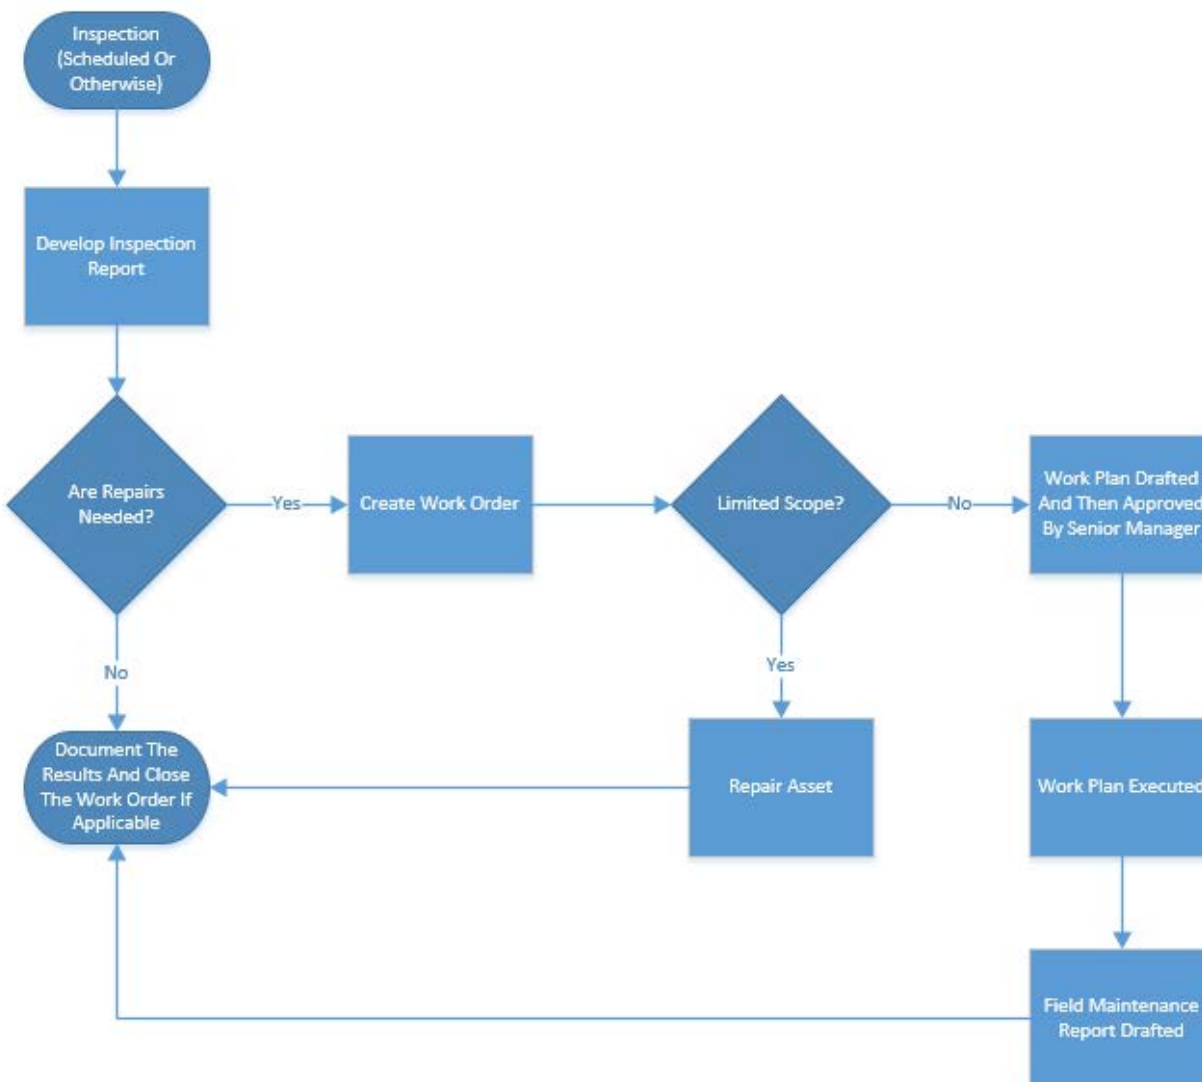 Inspection
(Scheduled Or
Otherwise)
Develop Inspection
Report
Are Repairs
Needed?
Yes
Create Work Order
Limited Scope?
No
Work Plan Drafted
And Then Approved
By Senior Manager
No
Yes
Document The
Results And Close
The Work Order If
Applicable
Repair Asset
Work Plan Executed
Field Maintenance
Report Drafted